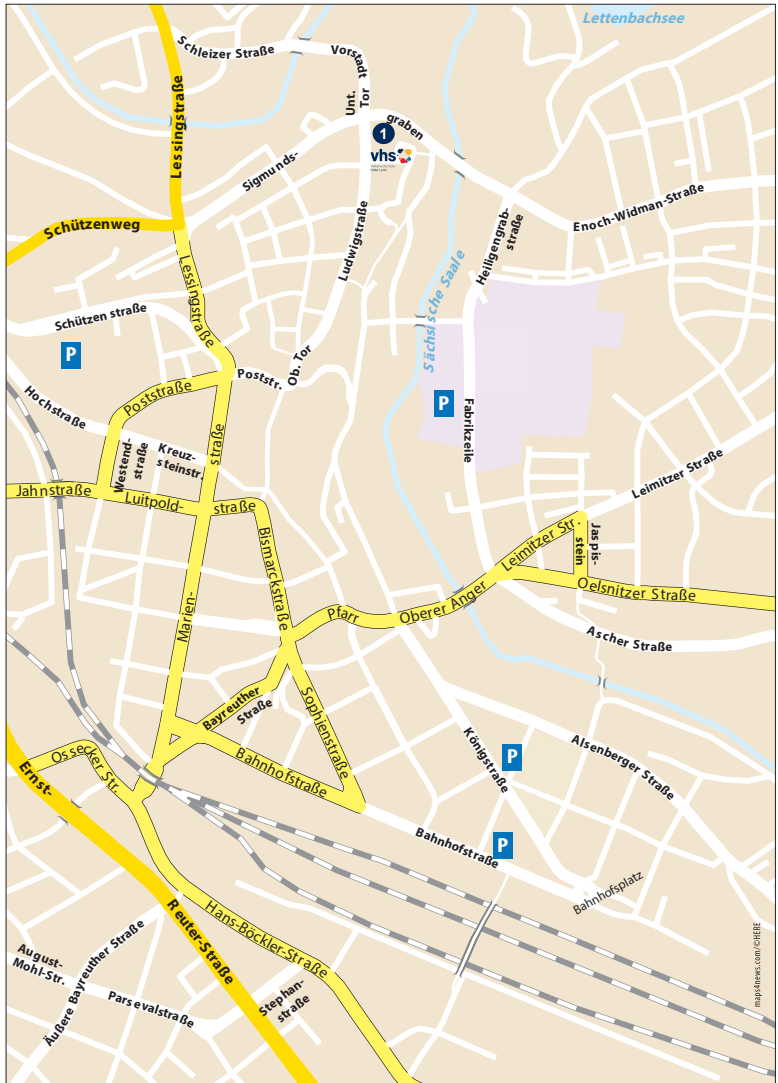 Lettenbachsee
Schleizer Straße
Vorstadt
Unt.
Tor
graben
1
vhs
Lessingstraße
Sigmunds-
Schützenweg
Ludwigstraße
Heiligengrab-
straße
Enoch-Widman-Straße
Lessingstraße
Sächsische Saale
Schützen straße
P
Poststr.
Ob. Tor
Poststraße
P
Hochstraße
Westend-
straße
Kreuz-
steinstr.
straße
Fabrikzeile
Leimitzer Straße
Jahnstraße
Luitpold-
straße
Bismarckstraße
Leimitzer Str.
Jaspis-
stein
Oelsnitzer Straße
Marien-
Pfarr
Oberer Anger
Ascher Straße
Bayreuther
Straße
Sophienstraße
Königstraße
P
Alsenberger Straße
Ossecker Str.
Bahnhofstraße
Ernst-
Bahnhofstraße
P
Bahnhofsplatz
Reuter-Straße
Hans-Böckler-Straße
August-
Mohl-Str.
Äußere Bayreuther Straße
Parsevalstraße
Stephan-
straße
maps4news.com/©HERE